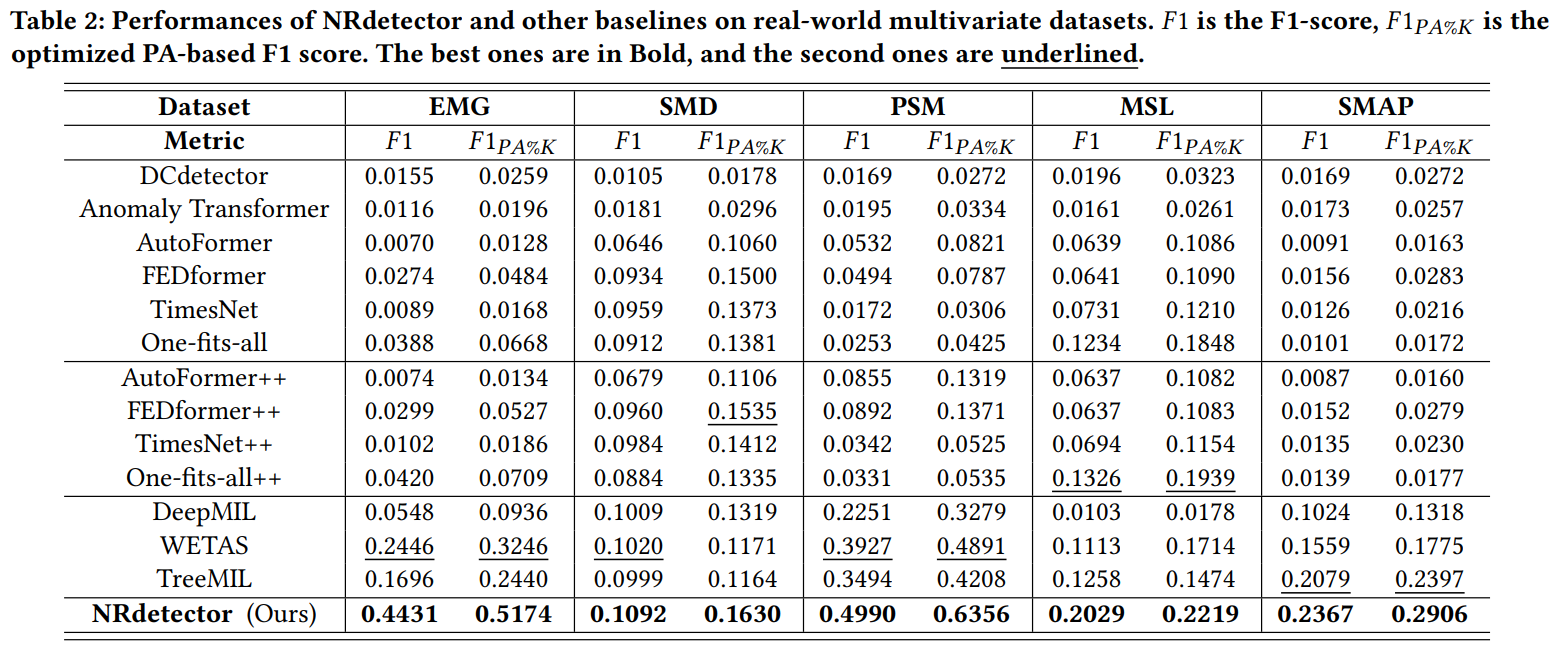 Table 2: Performances of NRdetector and other baselines on real-world multivariate datasets. F1 is the F1-score, F1PA%K is the
optimized PA-based F1 score. The best ones are in Bold, and the second ones are underlined.
Dataset EMG SMD PSM MSL SMAP
Metric F1 F1PA%K F1 F1PA%K F1 F1PA%K F1 F1PA%K F1 F1PA%K
DCdetector 0.0155 0.0259 0.0105 0.0178 0.0169 0.0272 0.0196 0.0323 0.0169 0.0272
Anomaly Transformer 0.0116 0.0196 0.0181 0.0296 0.0195 0.0334 0.0161 0.0261 0.0173 0.0257
AutoFormer 0.0070 0.0128 0.0646 0.1060 0.0532 0.0821 0.0639 0.1086 0.0091 0.0163
FEDformer 0.0274 0.0484 0.0934 0.1500 0.0494 0.0787 0.0641 0.1090 0.0156 0.0283
TimesNet 0.0089 0.0168 0.0959 0.1373 0.0172 0.0306 0.0731 0.1210 0.0126 0.0216
One-fits-all 0.0388 0.0668 0.0912 0.1381 0.0253 0.0425 0.1234 0.1848 0.0101 0.0172
AutoFormer++ 0.0074 0.0134 0.0679 0.1106 0.0855 0.1319 0.0637 0.1082 0.0087 0.0160
FEDformer++ 0.0299 0.0527 0.0960 0.1535 0.0892 0.1371 0.0637 0.1083 0.0152 0.0279
TimesNet++ 0.0102 0.0186 0.0984 0.1412 0.0342 0.0525 0.0694 0.1154 0.0135 0.0230
One-fits-all++ 0.0420 0.0709 0.0884 0.1335 0.0331 0.0535 0.1326 0.1939 0.0139 0.0177
DeepMIL 0.0548 0.0936 0.1009 0.1319 0.2251 0.3279 0.0103 0.0178 0.1024 0.1318
WETAS 0.2446 0.3246 0.1020 0.1171 0.3927 0.4891 0.1113 0.1714 0.1559 0.1775
TreeMIL 0.1696 0.2440 0.0999 0.1164 0.3494 0.4208 0.1258 0.1474 0.2079 0.2397
NRdetector (Ours) 0.4431 0.5174 0.1092 0.1630 0.4990 0.6356 0.2029 0.2219 0.2367 0.2906